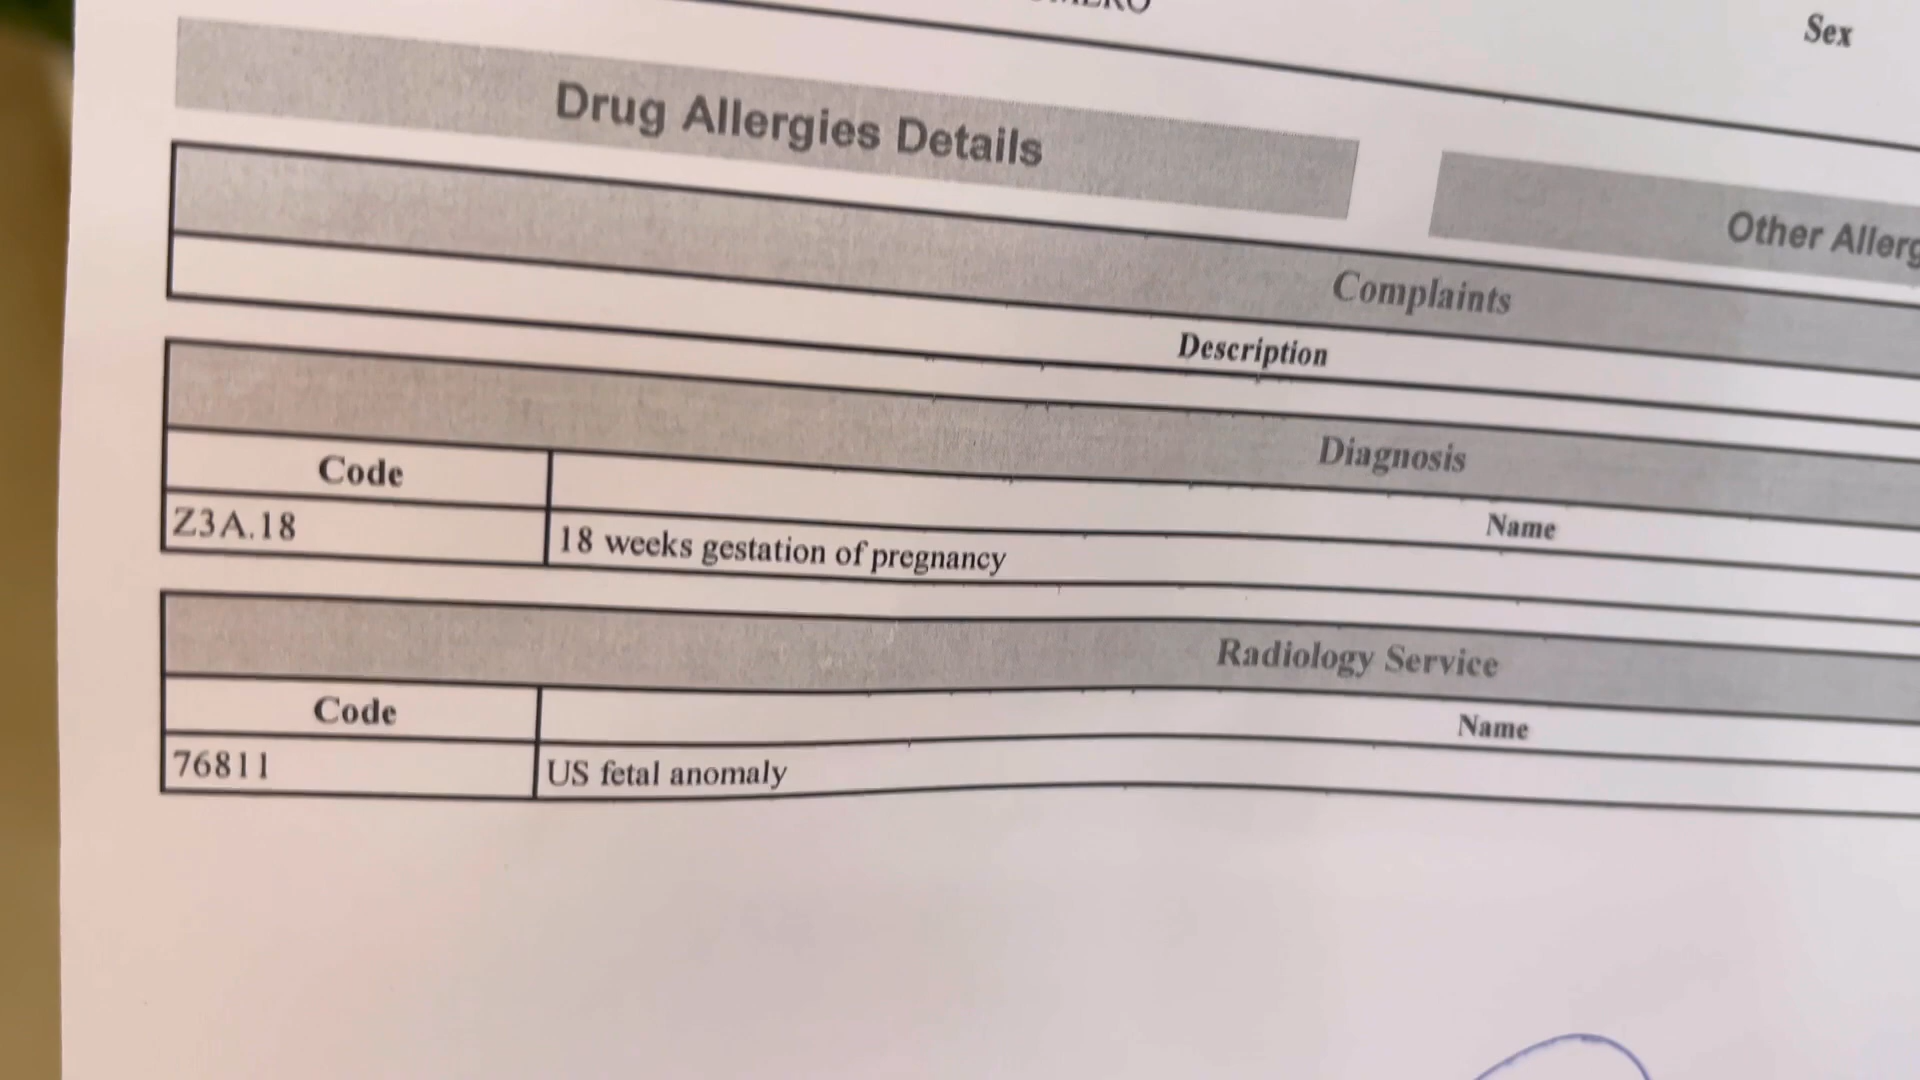 Sex
Drug Allergies Details
Other Allerg
Complaints
Description
Diagnosis
Code Name
Z3A.18 18 weeks gestation of pregnancy
Radiology Service
Code Name
76811 US fetal anomaly